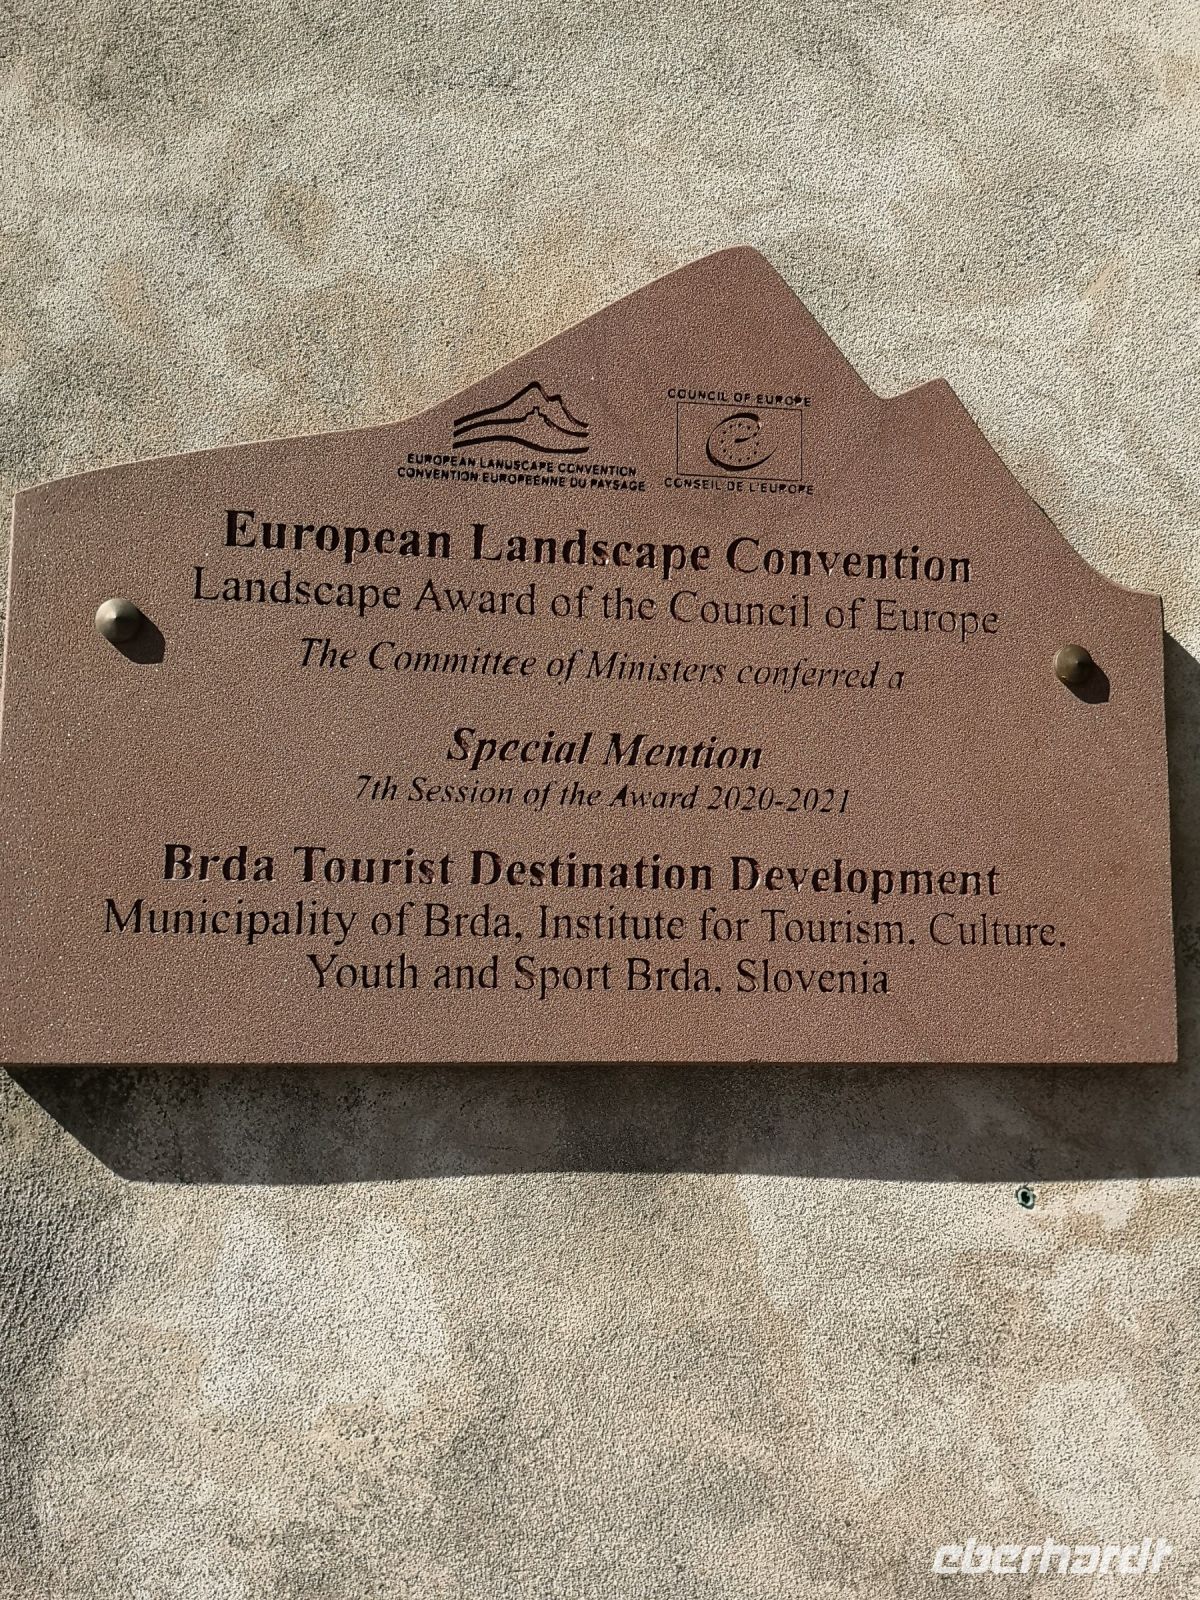 COUNCIL OF EUROPE
EUROPEAN LANDSCAPE CONVENTION
CONVENTION EUROPEENNE DU PAYSAGE
CONSEIL DE L'EUROPE
European Landscape Convention
Landscape Award of the Council of Europe
The Committee of Ministers conferred a
Special Mention
7th Session of the Award 2020-2021
Brda Tourist Destination Development
Municipality of Brda, Institute for Tourism, Culture,
Youth and Sport Brda, Slovenia
eberhardt